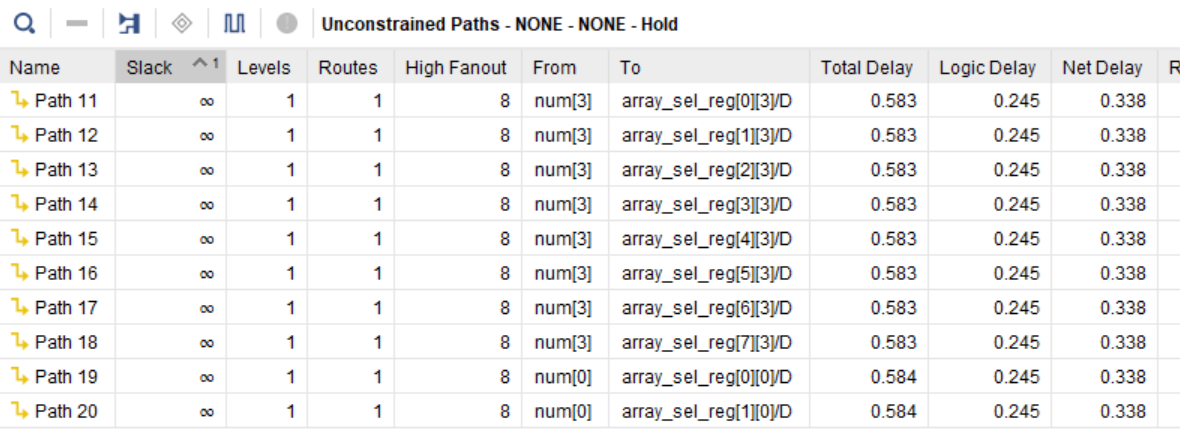 Unconstrained Paths - NONE - NONE - Hold
Name Slack ^1 Levels Routes High Fanout From To Total Delay Logic Delay Net Delay R
Path 11 ∞ 1 1 8 num[3] array_sel_reg[0][3]/D 0.583 0.245 0.338
Path 12 ∞ 1 1 8 num[3] array_sel_reg[1][3]/D 0.583 0.245 0.338
Path 13 ∞ 1 1 8 num[3] array_sel_reg[2][3]/D 0.583 0.245 0.338
Path 14 ∞ 1 1 8 num[3] array_sel_reg[3][3]/D 0.583 0.245 0.338
Path 15 ∞ 1 1 8 num[3] array_sel_reg[4][3]/D 0.583 0.245 0.338
Path 16 ∞ 1 1 8 num[3] array_sel_reg[5][3]/D 0.583 0.245 0.338
Path 17 ∞ 1 1 8 num[3] array_sel_reg[6][3]/D 0.583 0.245 0.338
Path 18 ∞ 1 1 8 num[3] array_sel_reg[7][3]/D 0.583 0.245 0.338
Path 19 ∞ 1 1 8 num[0] array_sel_reg[0][0]/D 0.584 0.245 0.338
Path 20 ∞ 1 1 8 num[0] array_sel_reg[1][0]/D 0.584 0.245 0.338